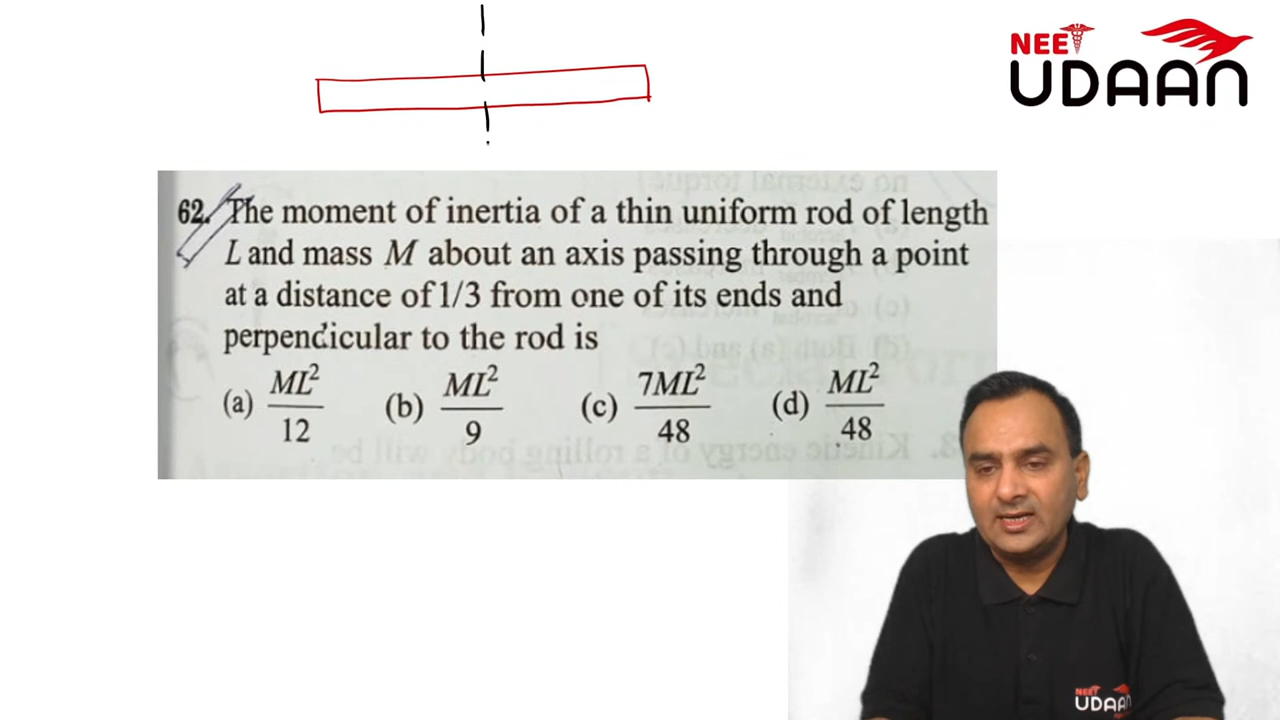 NEET
UDAAN
62. The moment of inertia of a thin uniform rod of length
L and mass M about an axis passing through a point
at a distance of 1/3 from one of its ends and
perpendicular to the rod is
(a) ML²/12 (b) ML²/9 (c) 7ML²/48 (d) ML²/48
NEET
UDAAN